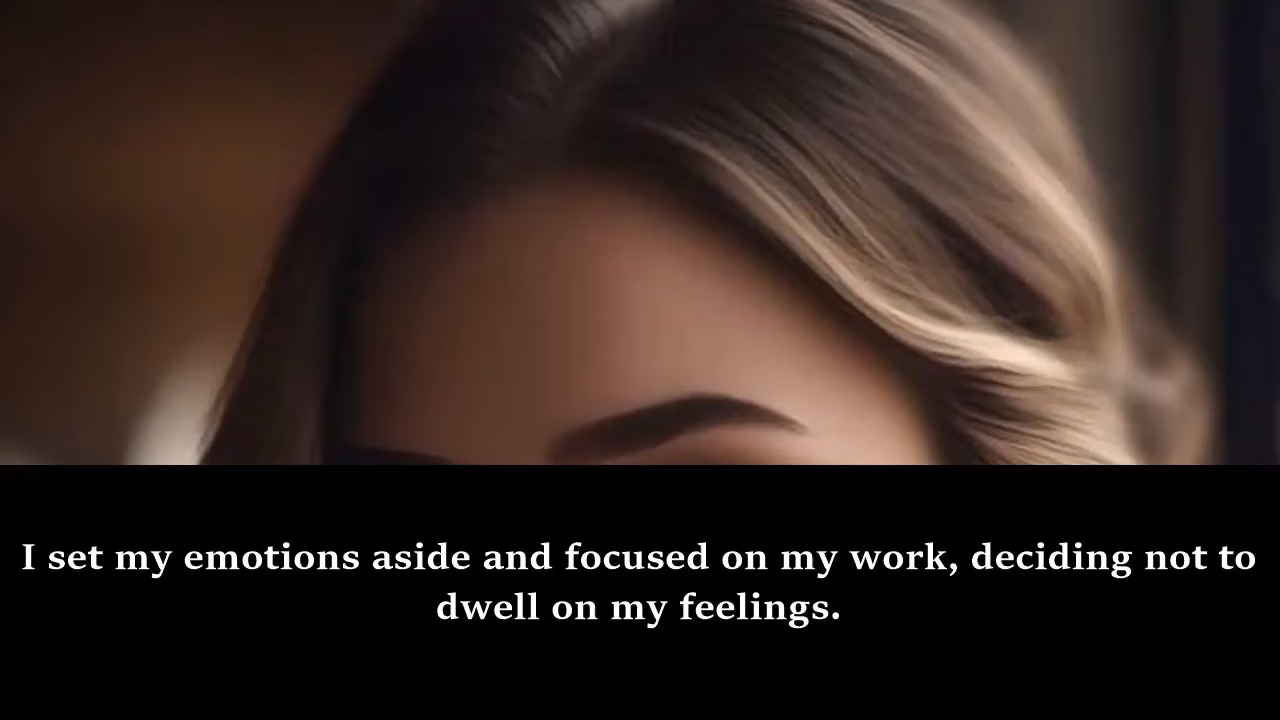 I set my emotions aside and focused on my work, deciding not to
dwell on my feelings.